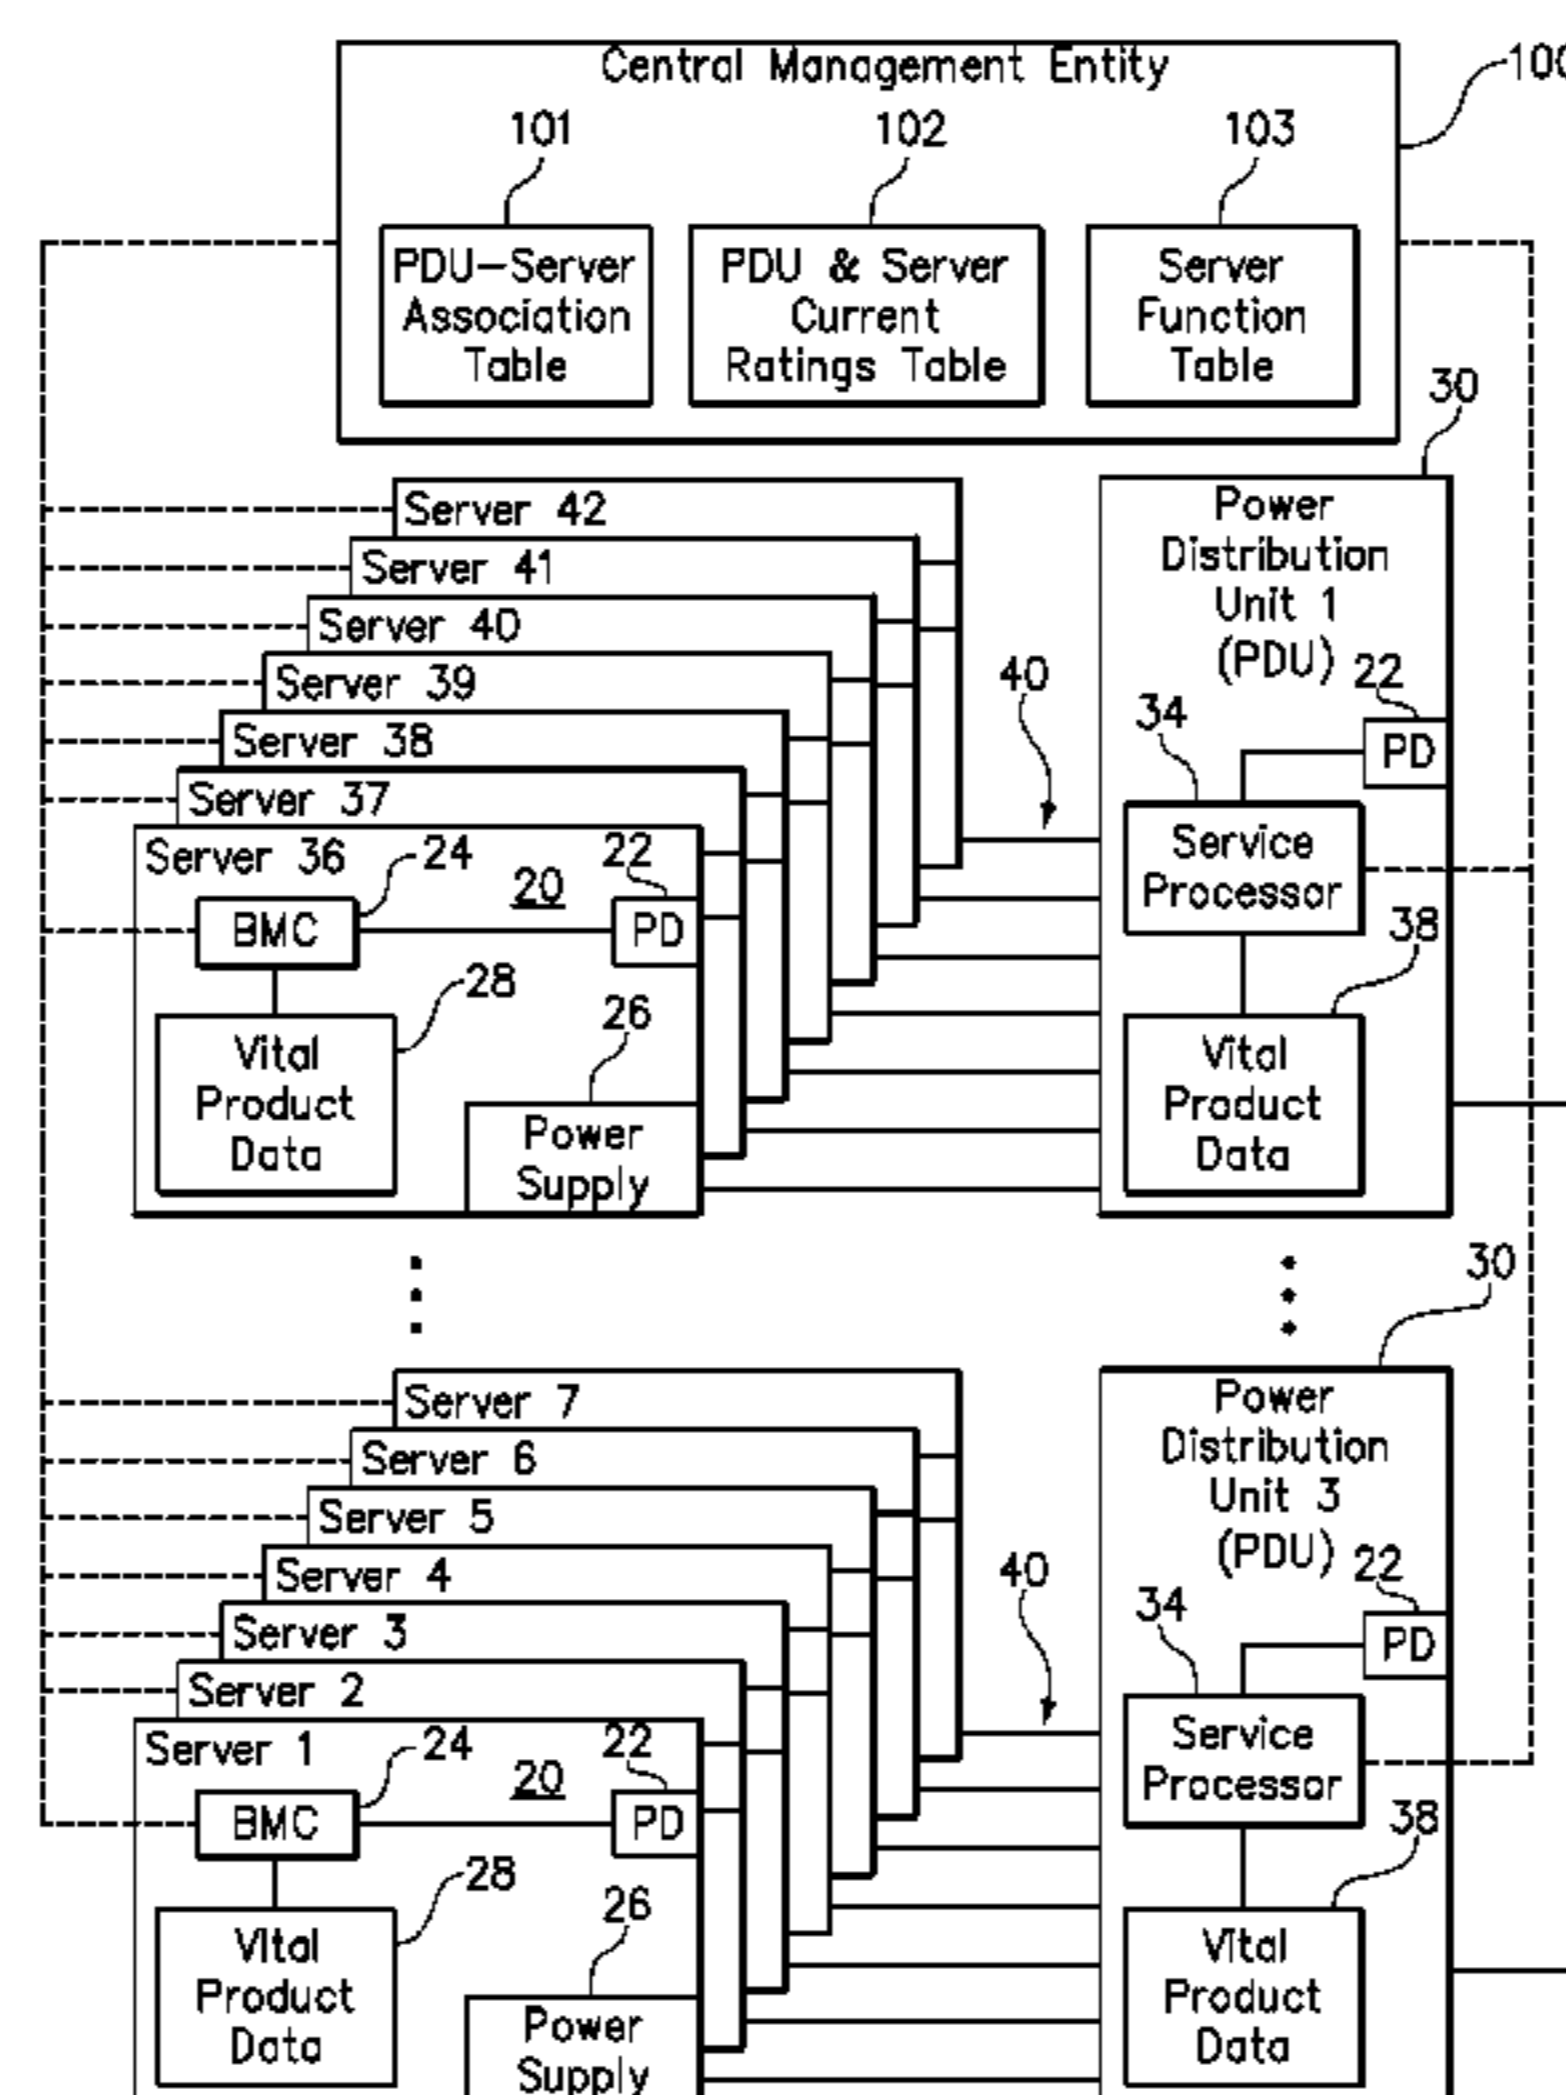 Central Management Entity
101
102
103
PDU-Server
Association
Table
PDU & Server
Current
Ratings Table
Server
Function
Table
30
Server 42
Server 41
Server 40
Server 39
Server 38
Server 37
Server 36
24
20
22
BMC
PD
28
26
Vital
Product
Data
Power
Supply
40
Power
Distribution
Unit 1
(PDU)
22
34
PD
Service
Processor
38
Vital
Product
Data
30
Server 7
Server 6
Server 5
Server 4
Server 3
Server 2
Server 1
24
20
22
BMC
PD
28
26
Vital
Product
Data
Power
Supply
40
Power
Distribution
Unit 3
(PDU)
22
34
PD
Service
Processor
38
Vital
Product
Data